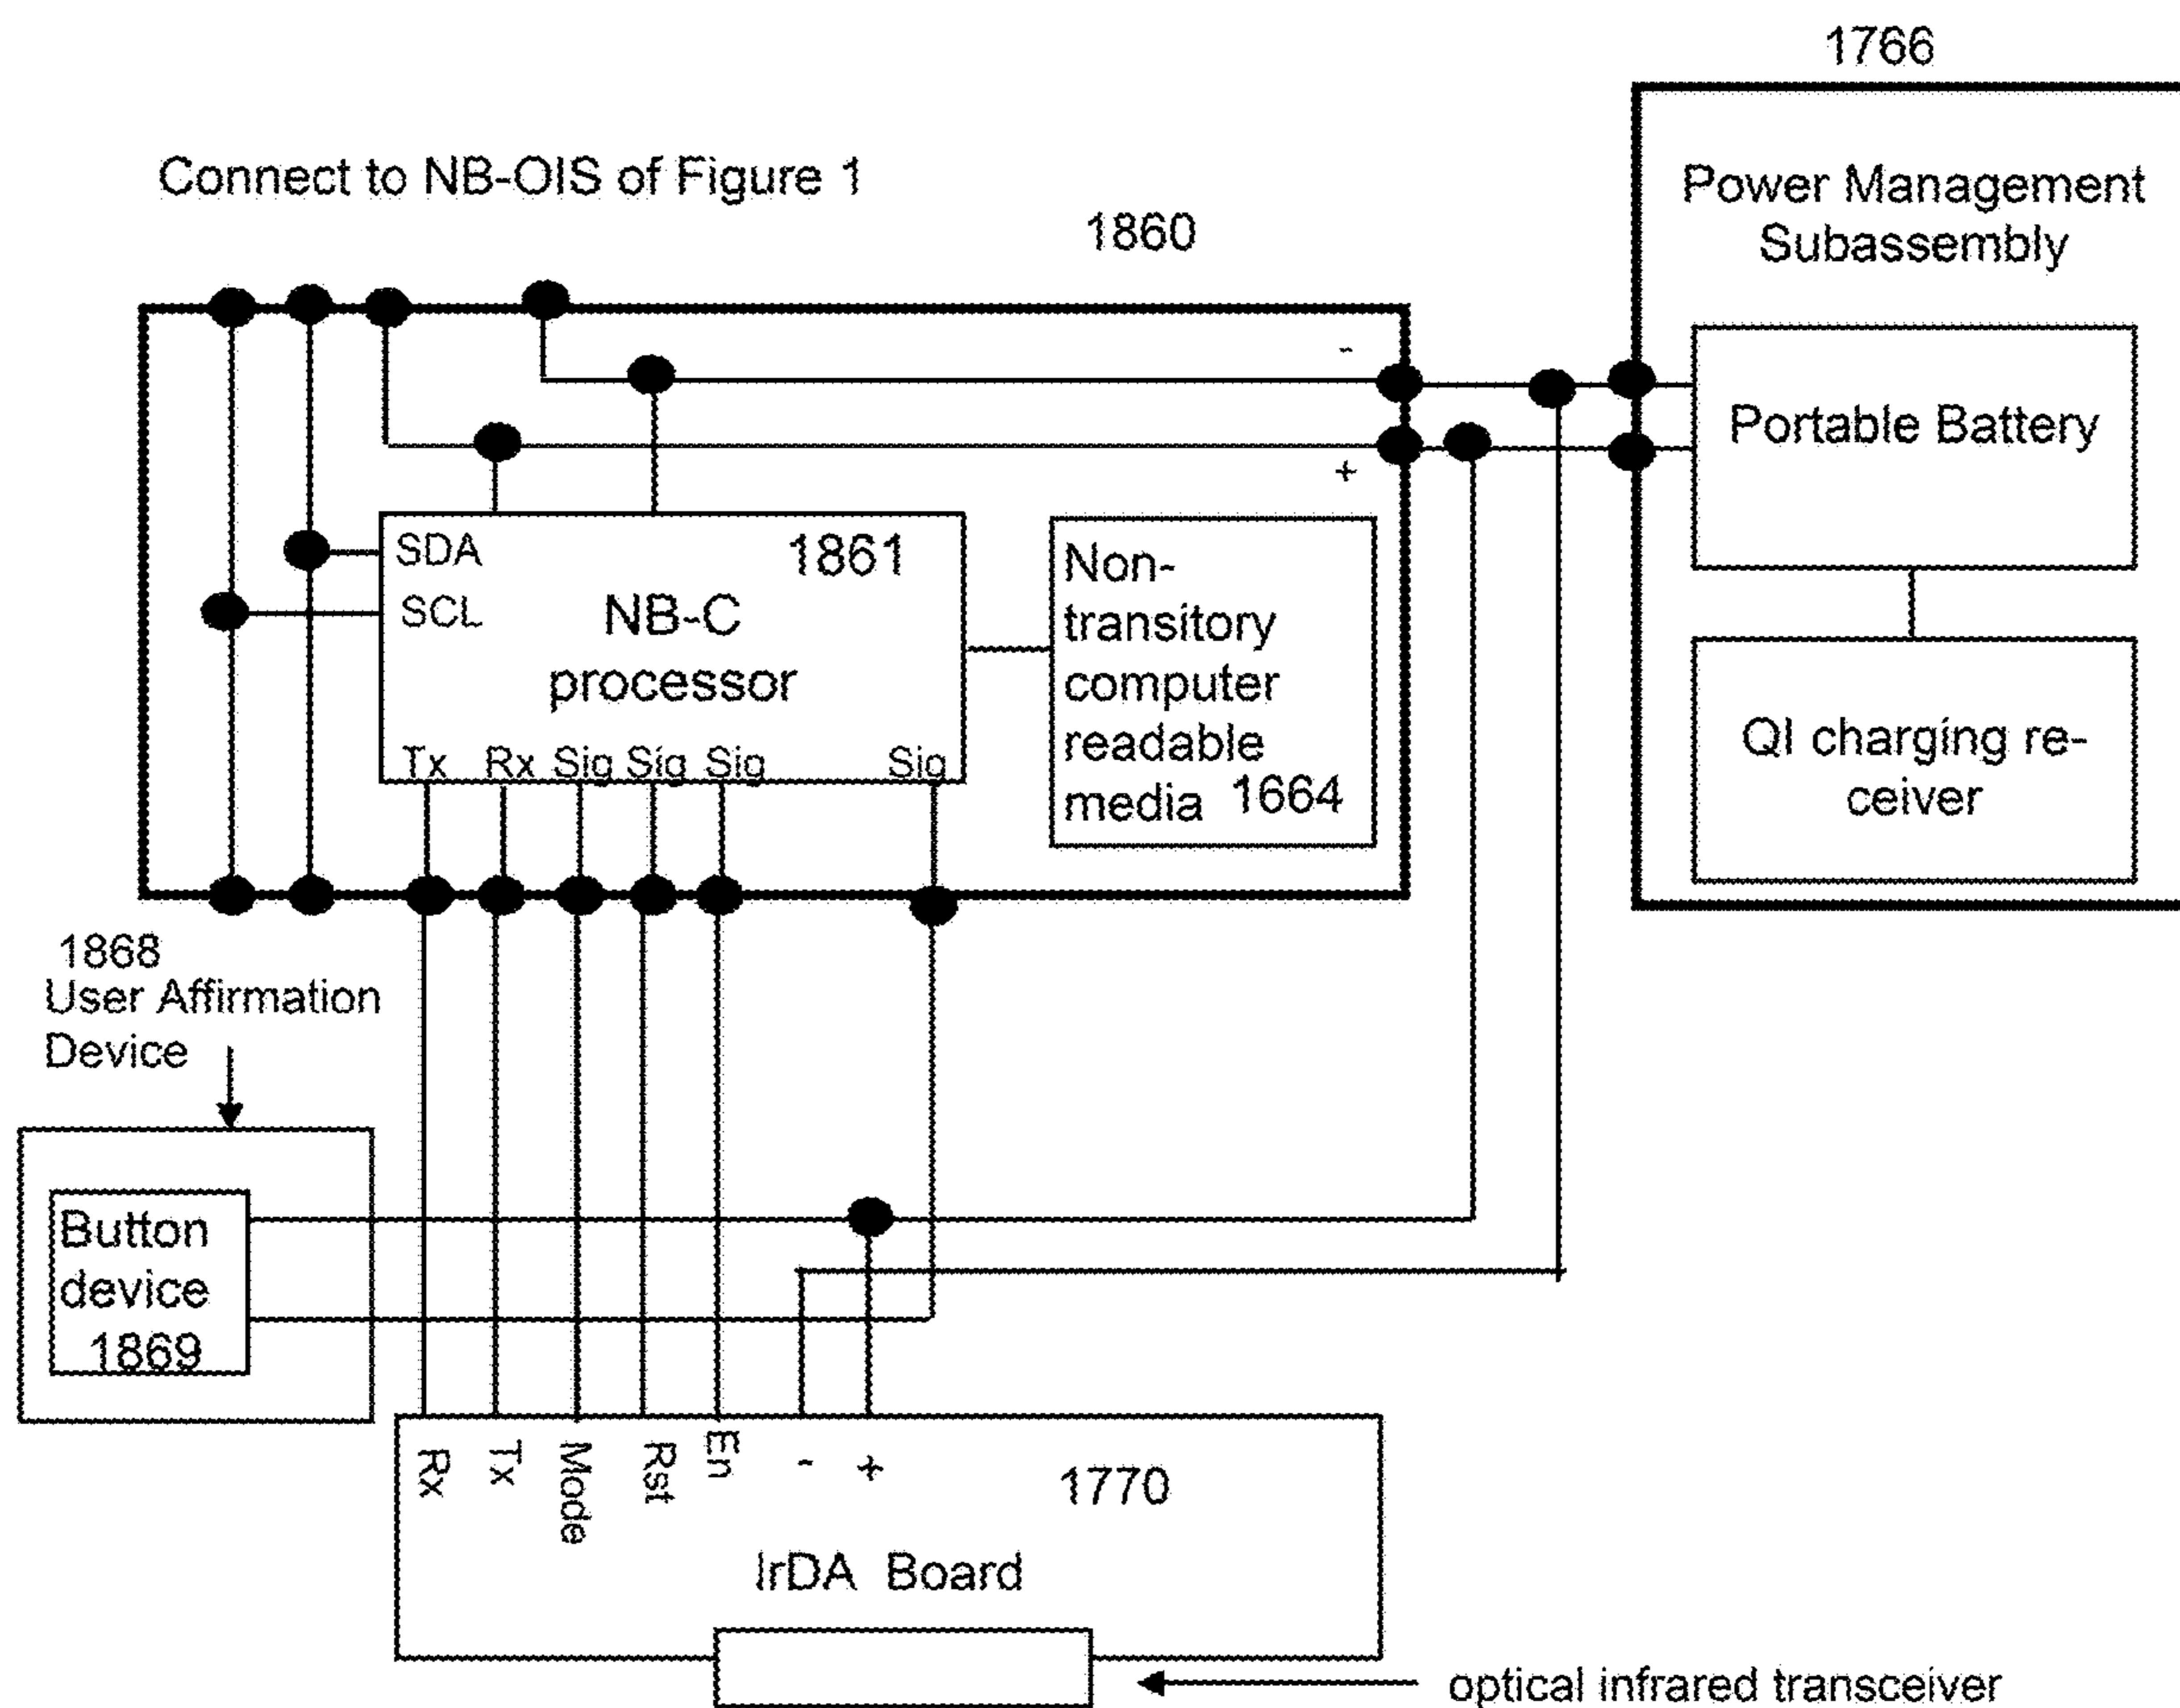 1766
Connect to NB-OIS of Figure 1
Power Management
Subassembly
1860
-
+
Portable Battery
SDA
SCL
1861
NB-C
processor
Tx Rx Sig Sig Sig Sig
Non-
transitory
computer
readable
media 1664
QI charging re-
ceiver
1868
User Affirmation
Device
Button
device
1869
Rx Tx Mode Rst En - +
1770
IrDA Board
optical infrared transceiver